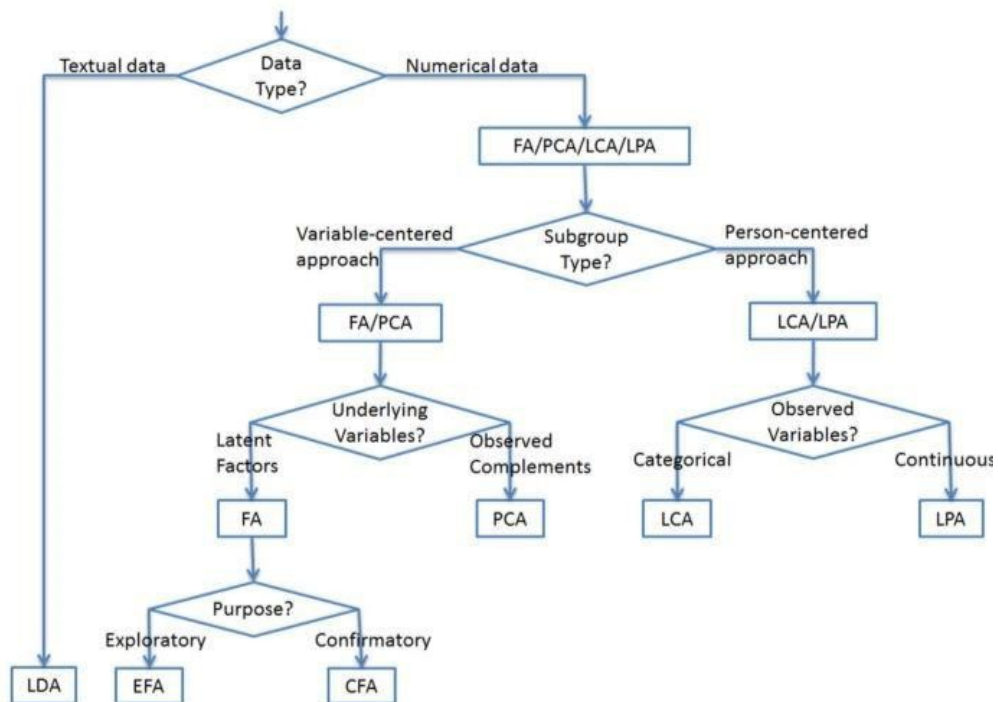 Textual data
Data
Type?
Numerical data
FA/PCA/LCA/LPA
Variable-centered
approach
Subgroup
Type?
Person-centered
approach
FA/PCA
LCA/LPA
Underlying
Variables?
Observed
Variables?
Latent
Factors
Observed
Complements
Categorical
Continuous
FA
PCA
LCA
LPA
Purpose?
Exploratory
Confirmatory
LDA
EFA
CFA